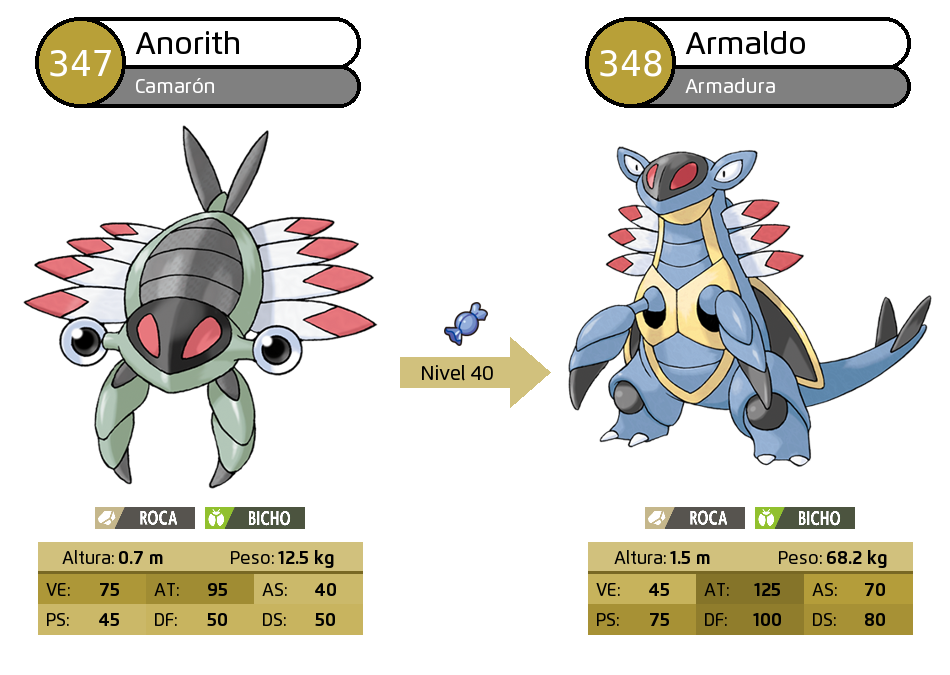 347
Anorith
Camarón
348
Armaldo
Armadura
Nivel 40
ROCA BICHO
Altura: 0.7 m Peso: 12.5 kg
VE: 75 AT: 95 AS: 40
PS: 45 DF: 50 DS: 50
ROCA BICHO
Altura: 1.5 m Peso: 68.2 kg
VE: 45 AT: 125 AS: 70
PS: 75 DF: 100 DS: 80